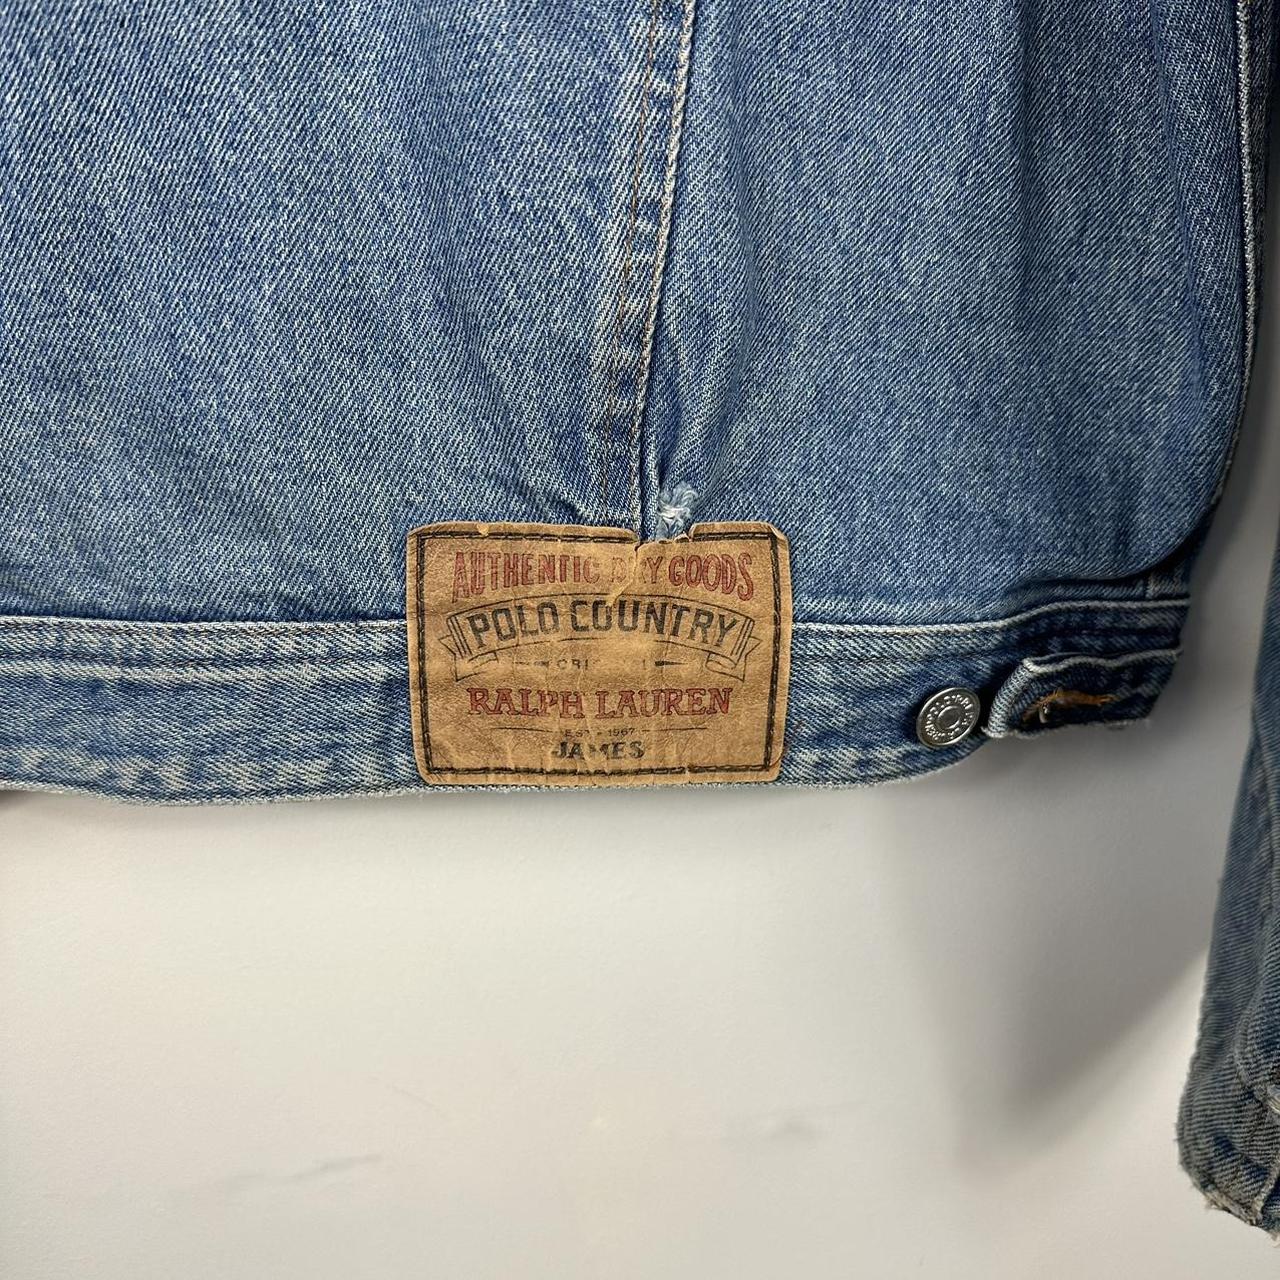 AUTHENTIC DRY GOODS
POLO COUNTRY
RALPH LAUREN
EST - 1967
JAMES